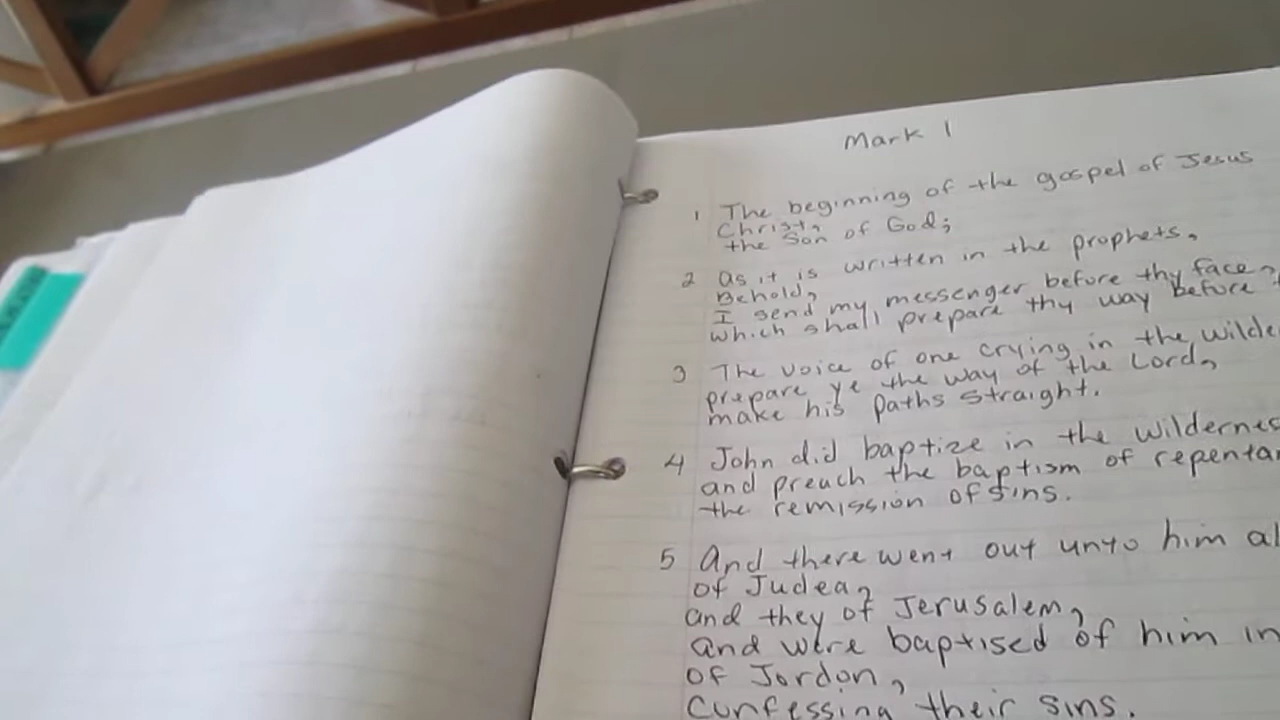 Mark 1
1 The beginning of the gospel of Jesus
Christ,
the Son of God;
2 as it is written in the prophets,
Behold,
I send my messenger before thy face,
which shall prepare thy way before
3 The voice of one crying in the wilde
prepare ye the way of the Lord,
make his paths straight.
4 John did baptize in the wildernes
and preach the baptism of repenta
the remission of sins.
5 And there went out unto him al
of Judea,
and they of Jerusalem,
and were baptised of him in
of Jordon,
confessing their sins.